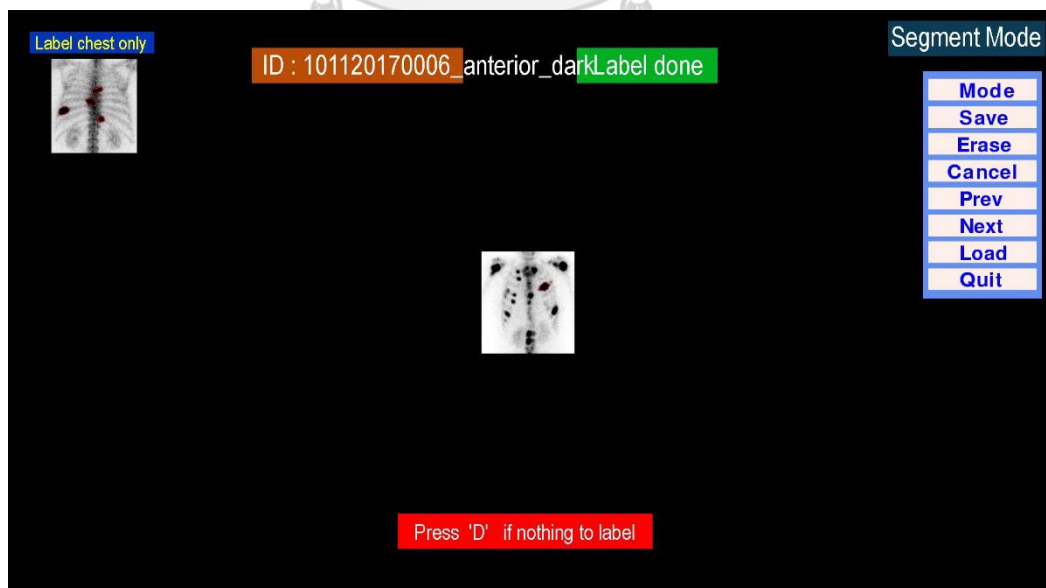 Label chest only
ID : 101120170006_anterior_darkLabel done
Segment Mode
Mode
Save
Erase
Cancel
Prev
Next
Load
Quit
Press 'D' if nothing to label